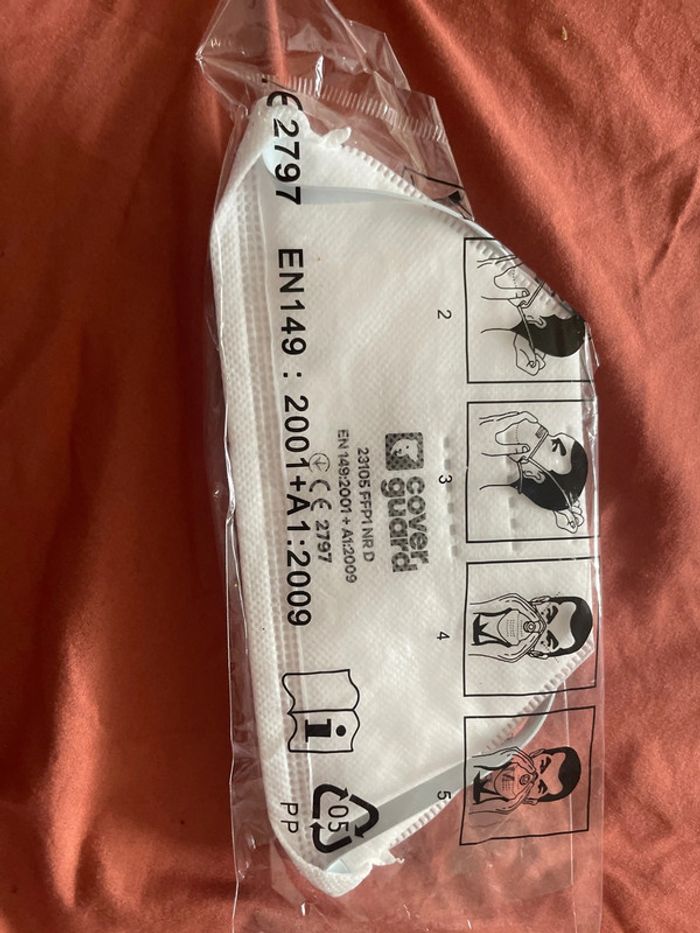 2 3 4 5
cover
guard
23105 FFP1 NR D
EN 149:2001 + A1:2009
CE 2797
CE 2797 EN149 : 2001+A1:2009
i
05
PP